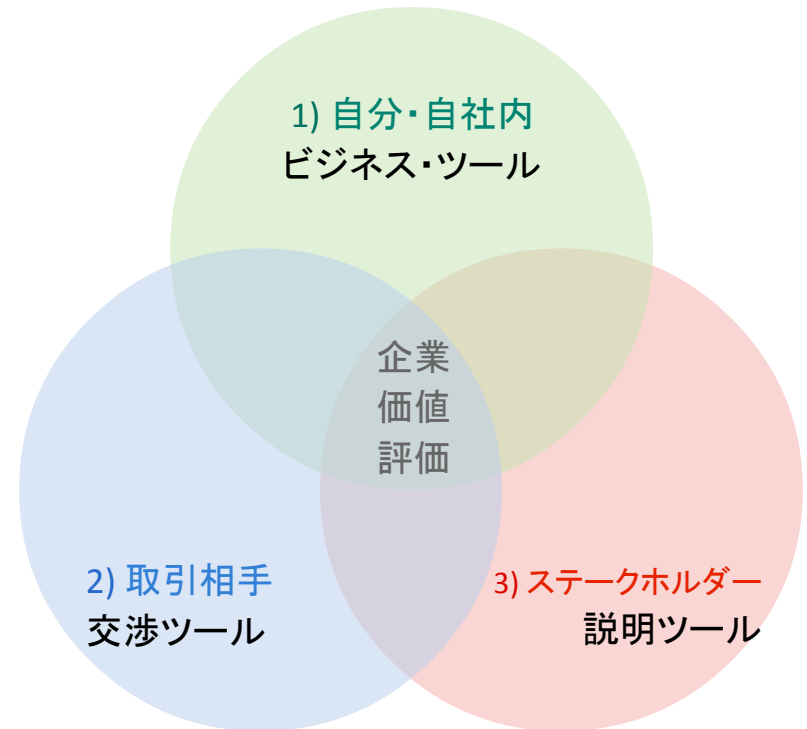 1) 自分・自社内
ビジネス・ツール
企業
価値
評価
2) 取引相手
交渉ツール
3) ステークホルダー
説明ツール